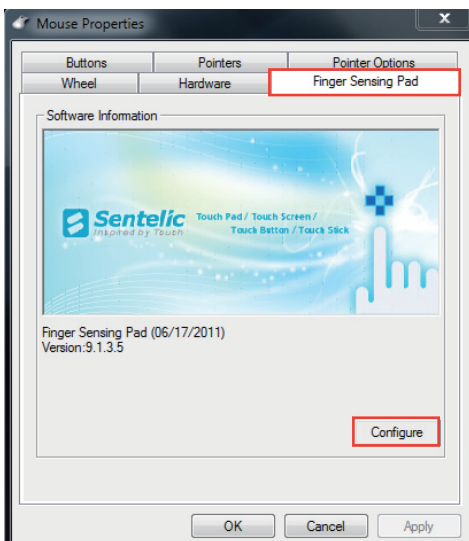 Mouse Properties
x
Buttons
Pointers
Pointer Options
Wheel
Hardware
Finger Sensing Pad
Software Information
Sentelic
Inspired by Touch
Touch Pad / Touch Screen /
Touch Button / Touch Stick
Finger Sensing Pad (06/17/2011)
Version:9.1.3.5
Configure
OK
Cancel
Apply